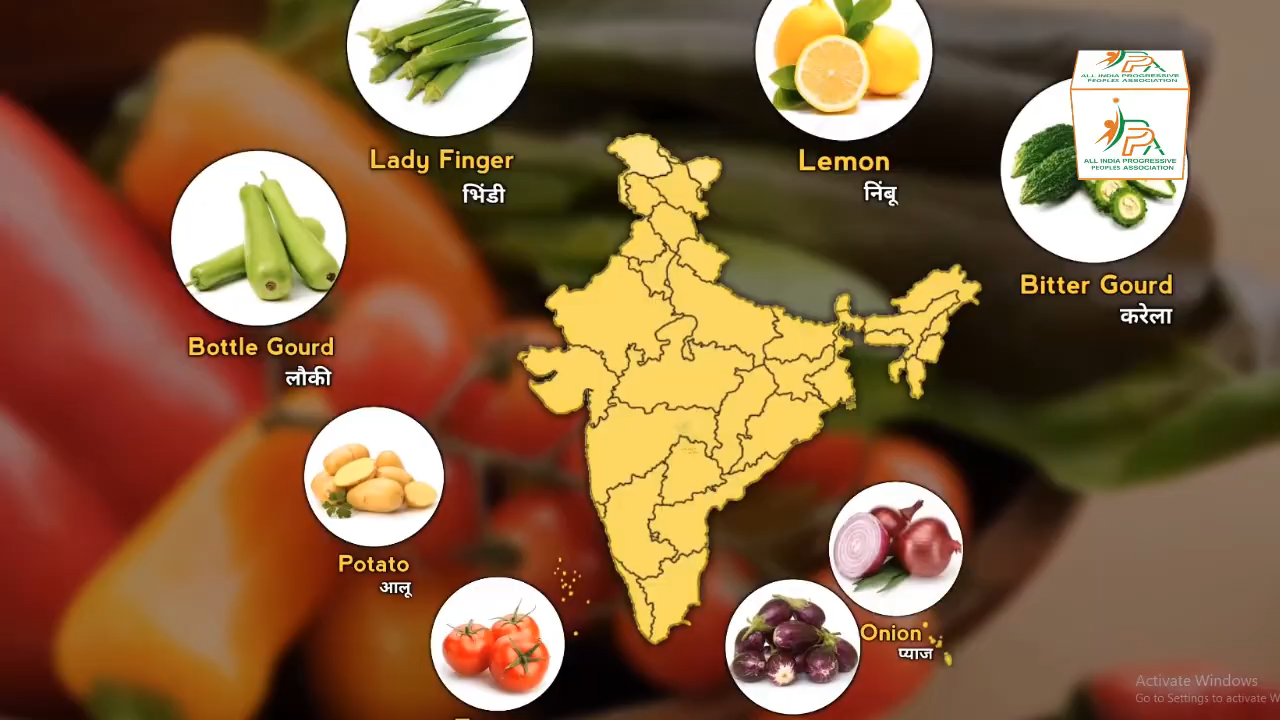 ALL INDIA PROGRESSIVE
PEOPLES ASSOCIATION
PA
ALL INDIA PROGRESSIVE
PEOPLES ASSOCIATION
Lady Finger
भिंडी
Lemon
निंबू
Bitter Gourd
करेला
Bottle Gourd
लौकी
Potato
आलू
Onion
प्याज
Activate Windows
Go to Settings to activate W